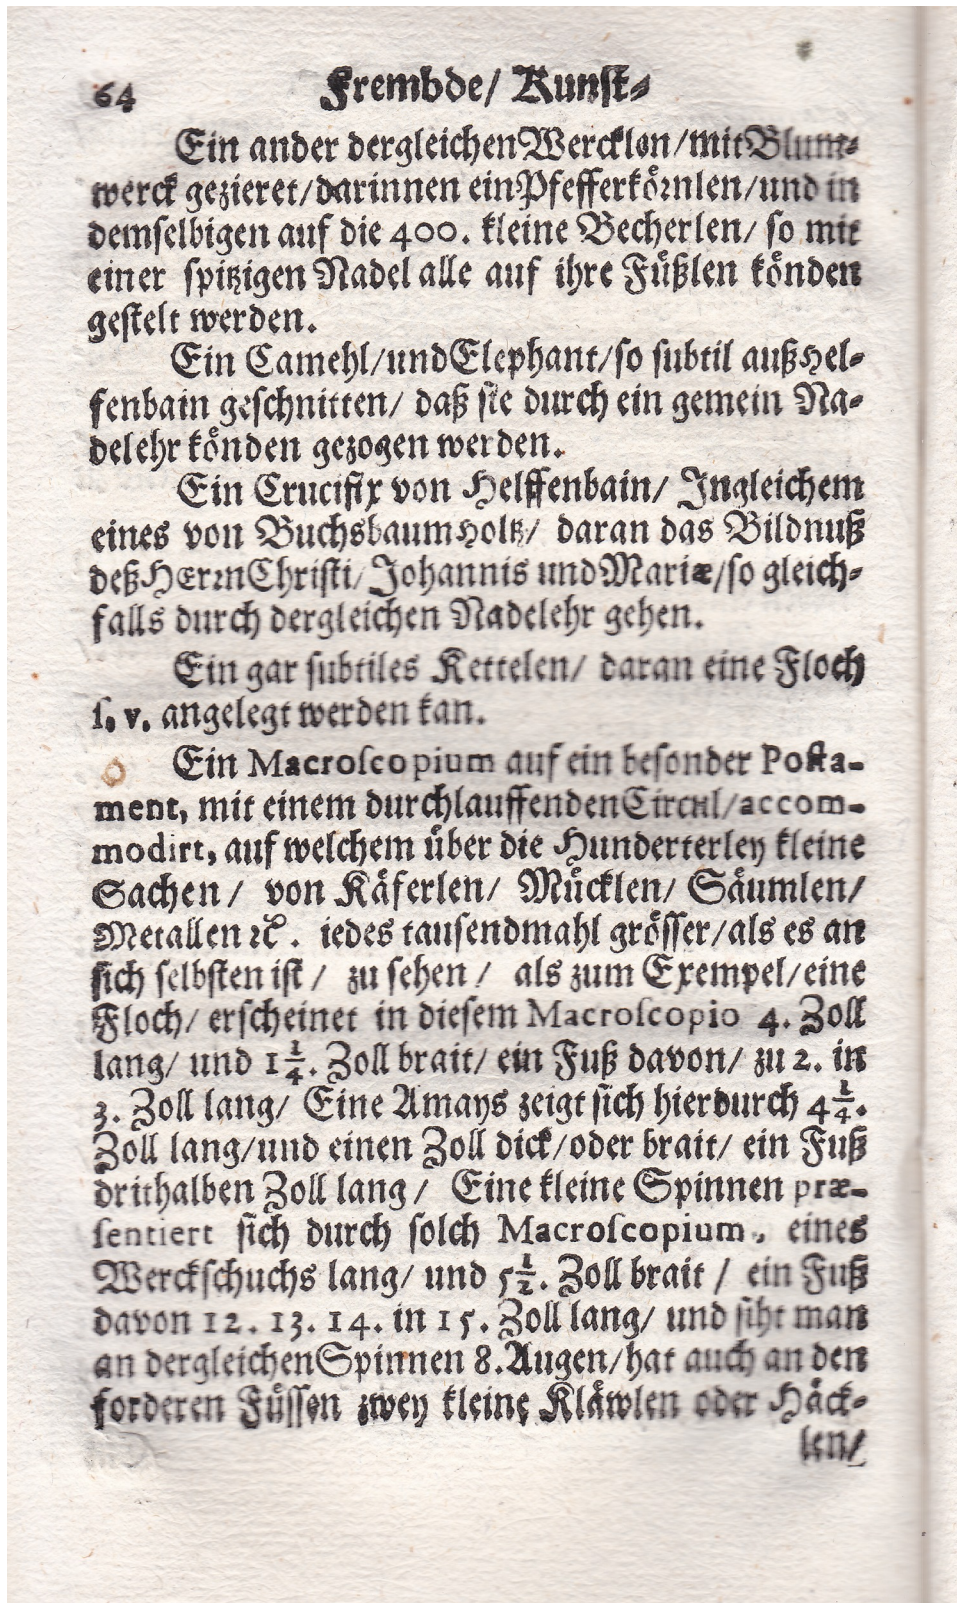 64 Frembde/ Kunst⸗
Ein ander dergleichen Wercklen/mit Blum⸗
werck gezieret/darinnen ein Pfefferkörnlen/und in
demselbigen auf die 400. kleine Becherlen/ so mit
einer spitzigen Nadel alle auf ihre Füßlen könden
gestelt werden.
Ein Camehl/und Elephant/so subtil auß Hel⸗
fenbain geschnitten/ daß sie durch ein gemein Na⸗
delehr könden gezogen werden.
Ein Crucifix von Helffenbain/ Ingleichem
eines von Buchsbaumholtz/ daran das Bildnuß
deß HErrn Christi/ Johannis und Mariæ/so gleich⸗
falls durch dergleichen Nadelehr gehen.
Ein gar subtiles Kettelen/ daran eine Floch
ſ. v. angelegt werden kan.
Ein Macroſcopium auf ein besonder Poſta-
ment, mit einem durchlauffenden Circul/accom-
modirt, auf welchem über die Hunderterley kleine
Sachen/ von Käferlen/ Mücklen/ Säumlen/
Metallen ꝛc. iedes tausendmahl grösser/als es an
sich selbsten ist/ zu sehen/ als zum Exempel/eine
Floch/ erscheinet in diesem Macroſcopio 4. Zoll
lang/ und 1 1/4. Zoll brait/ ein Fuß davon/ zu 2. in
3. Zoll lang/ Eine Amays zeigt sich hierdurch 4 1/4.
Zoll lang/und einen Zoll dick/oder brait/ ein Fuß
drithalben Zoll lang/ Eine kleine Spinnen præ-
ſentiert sich durch solch Macroſcopium, eines
Werckschuchs lang/ und 5 1/2. Zoll brait/ ein Fuß
davon 12. 13. 14. in 15. Zoll lang/ und siht man
an dergleichen Spinnen 8. Augen/hat auch an den
forderen Füssen zwey kleine Kläwlen oder Häck⸗
len/